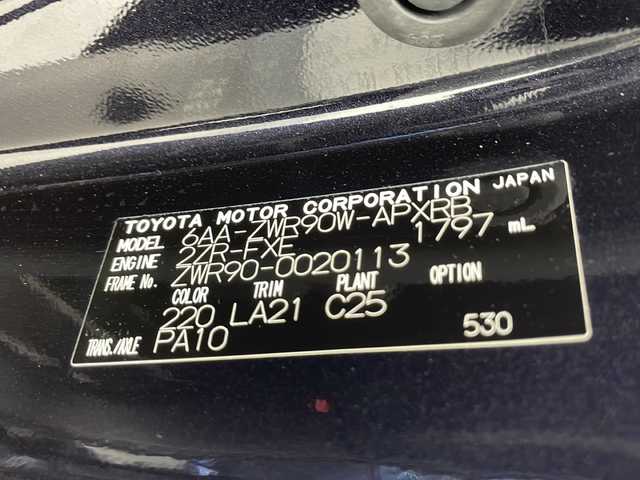 TOYOTA MOTOR CORPORATION JAPAN
MODEL 6AA-ZWR90W-APXRB
ENGINE 2ZR-FXE 1797 mL
FRAME No. ZWR90-0020113
COLOR TRIM PLANT OPTION
220 LA21 C25
TRANS./AXLE PA10 530